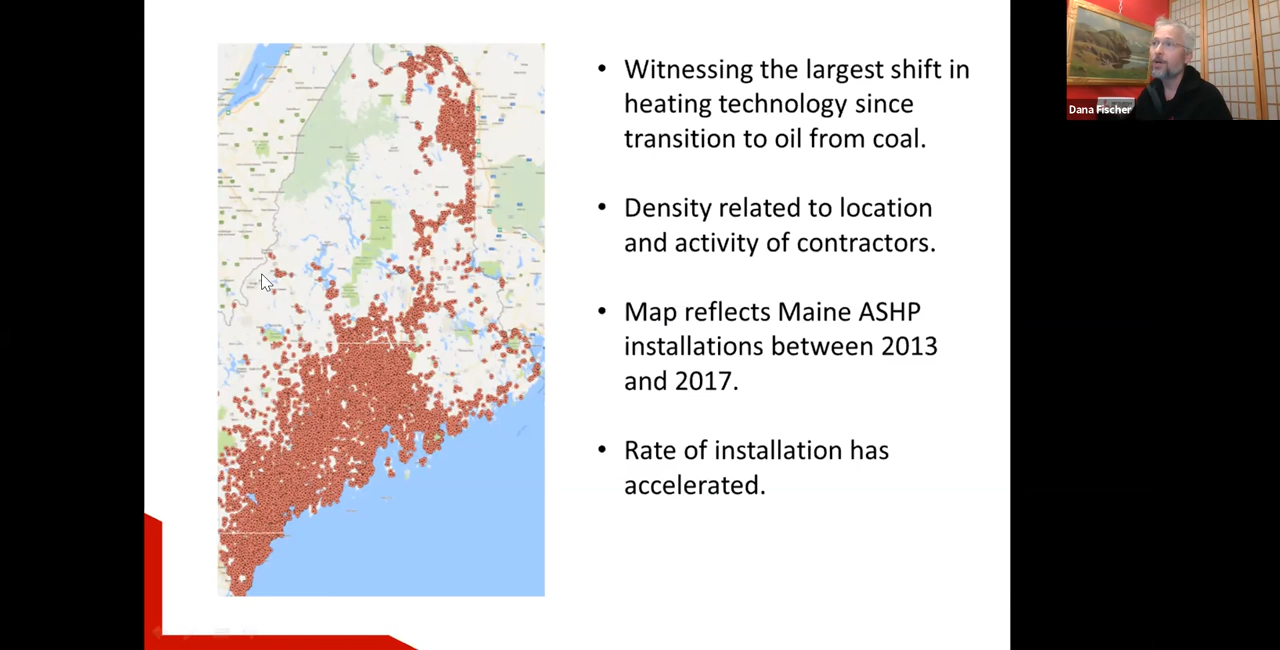 • Witnessing the largest shift in
heating technology since
transition to oil from coal.
• Density related to location
and activity of contractors.
• Map reflects Maine ASHP
installations between 2013
and 2017.
• Rate of installation has
accelerated.
Dana Fischer